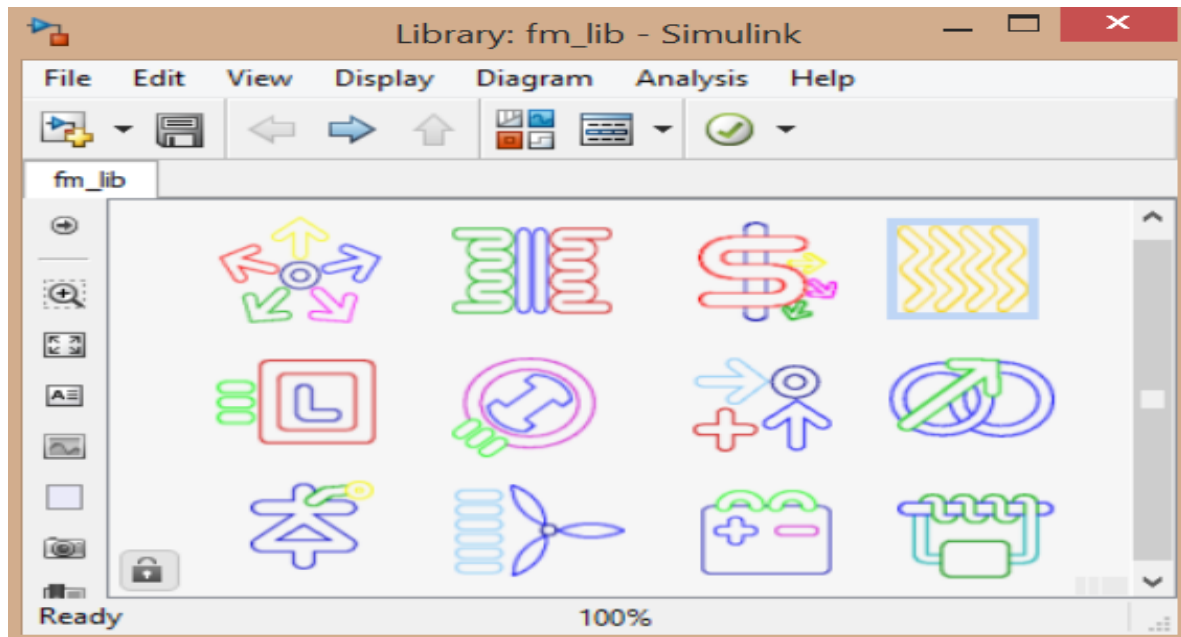 Library: fm_lib - Simulink
File Edit View Display Diagram Analysis Help
fm_lib
A
L
Ready 100%